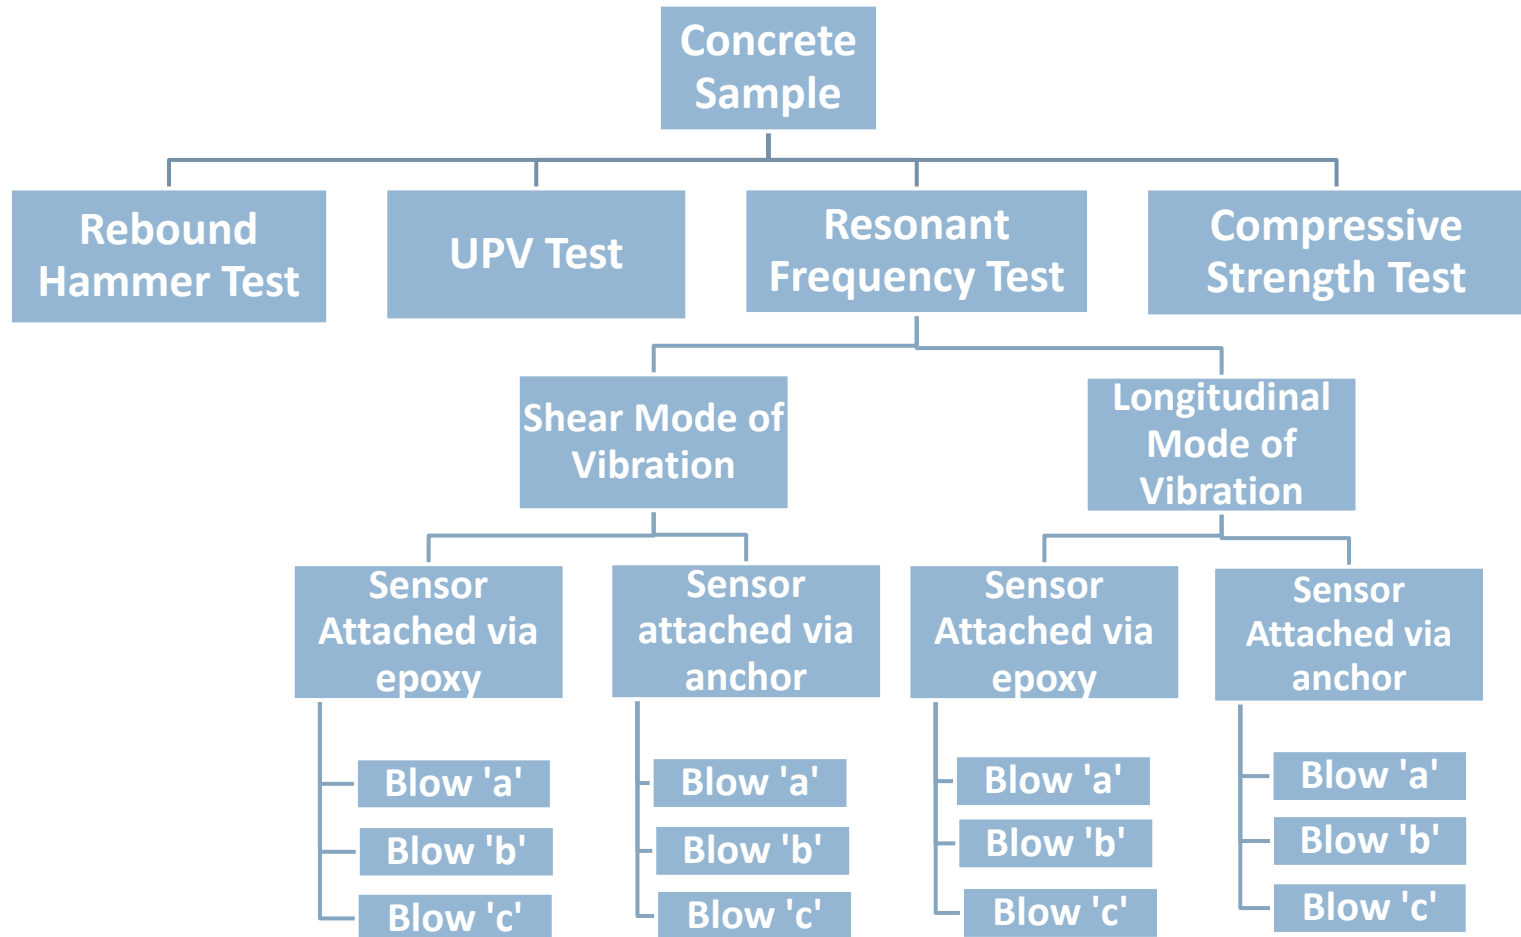 Concrete
Sample
Rebound
Hammer Test
UPV Test
Resonant
Frequency Test
Compressive
Strength Test
Shear Mode of
Vibration
Longitudinal
Mode of
Vibration
Sensor
Attached via
epoxy
Sensor
attached via
anchor
Sensor
Attached via
epoxy
Sensor
Attached via
anchor
Blow 'a'
Blow 'b'
Blow 'c'
Blow 'a'
Blow 'b'
Blow 'c'
Blow 'a'
Blow 'b'
Blow 'c'
Blow 'a'
Blow 'b'
Blow 'c'